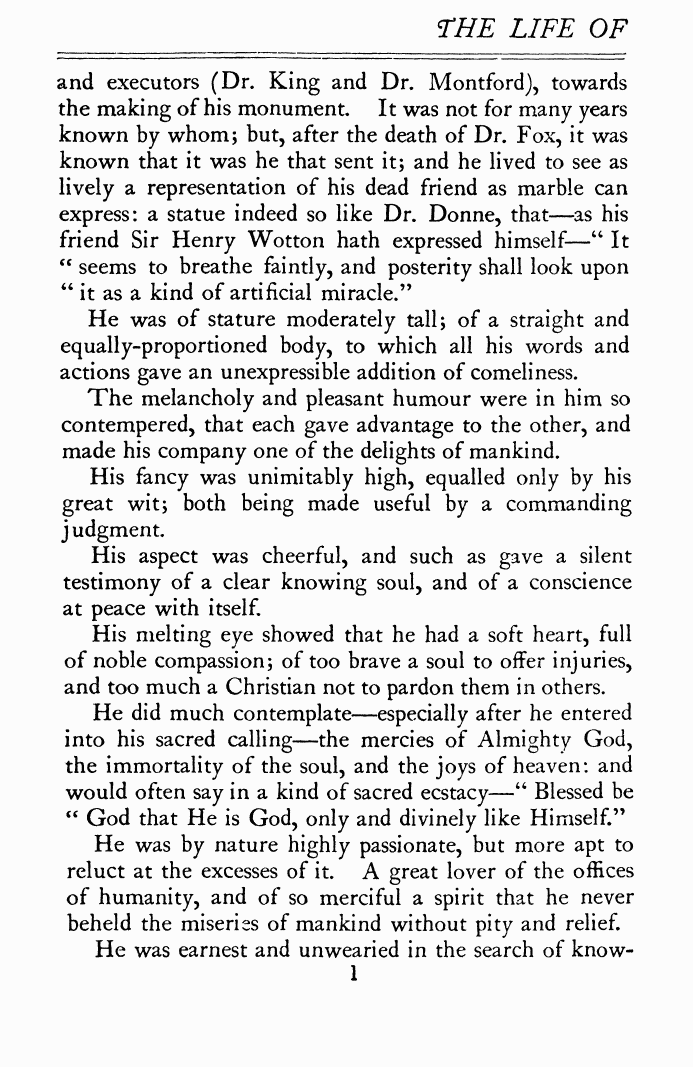 THE LIFE OF
and executors (Dr. King and Dr. Montford), towards
the making of his monument. It was not for many years
known by whom; but, after the death of Dr. Fox, it was
known that it was he that sent it; and he lived to see as
lively a representation of his dead friend as marble can
express: a statue indeed so like Dr. Donne, that—as his
friend Sir Henry Wotton hath expressed himself—“ It
“ seems to breathe faintly, and posterity shall look upon
“ it as a kind of artificial miracle.”
He was of stature moderately tall; of a straight and
equally-proportioned body, to which all his words and
actions gave an unexpressible addition of comeliness.
The melancholy and pleasant humour were in him so
contempered, that each gave advantage to the other, and
made his company one of the delights of mankind.
His fancy was unimitably high, equalled only by his
great wit; both being made useful by a commanding
judgment.
His aspect was cheerful, and such as gave a silent
testimony of a clear knowing soul, and of a conscience
at peace with itself.
His melting eye showed that he had a soft heart, full
of noble compassion; of too brave a soul to offer injuries,
and too much a Christian not to pardon them in others.
He did much contemplate—especially after he entered
into his sacred calling—the mercies of Almighty God,
the immortality of the soul, and the joys of heaven: and
would often say in a kind of sacred ecstacy—“ Blessed be
“ God that He is God, only and divinely like Himself.”
He was by nature highly passionate, but more apt to
reluct at the excesses of it. A great lover of the offices
of humanity, and of so merciful a spirit that he never
beheld the miseries of mankind without pity and relief.
He was earnest and unwearied in the search of know-
l